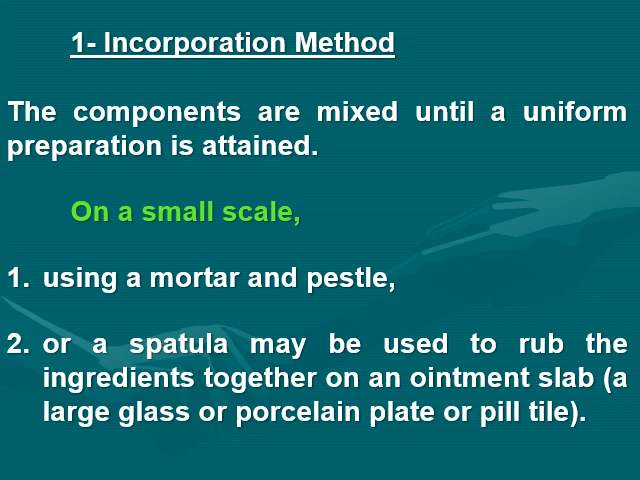 1- Incorporation Method
The components are mixed until a uniform
preparation is attained.
On a small scale,
1. using a mortar and pestle,
2. or a spatula may be used to rub the
ingredients together on an ointment slab (a
large glass or porcelain plate or pill tile).